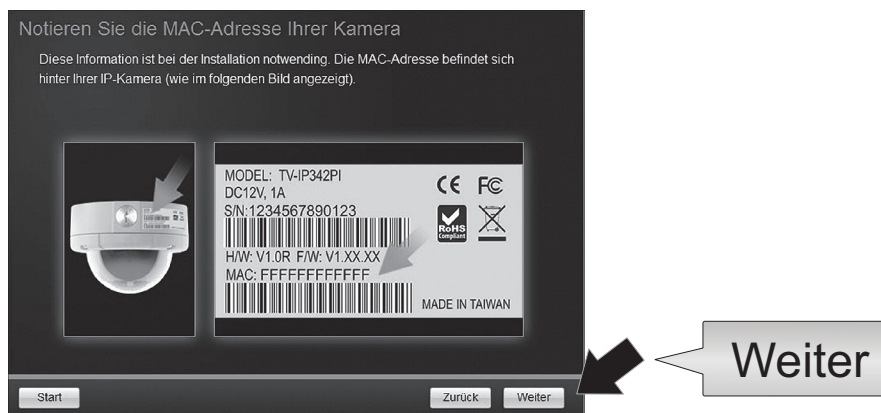 Notieren Sie die MAC-Adresse Ihrer Kamera
Diese Information ist bei der Installation notwending. Die MAC-Adresse befindet sich
hinter Ihrer IP-Kamera (wie im folgenden Bild angezeigt).
MODEL: TV-IP342PI
DC12V, 1A
S/N:1234567890123
H/W: V1.0R F/W: V1.XX.XX
MAC: FFFFFFFFFFFF
CE FC
RoHS
Compliant
MADE IN TAIWAN
Start
Zurück
Weiter
Weiter